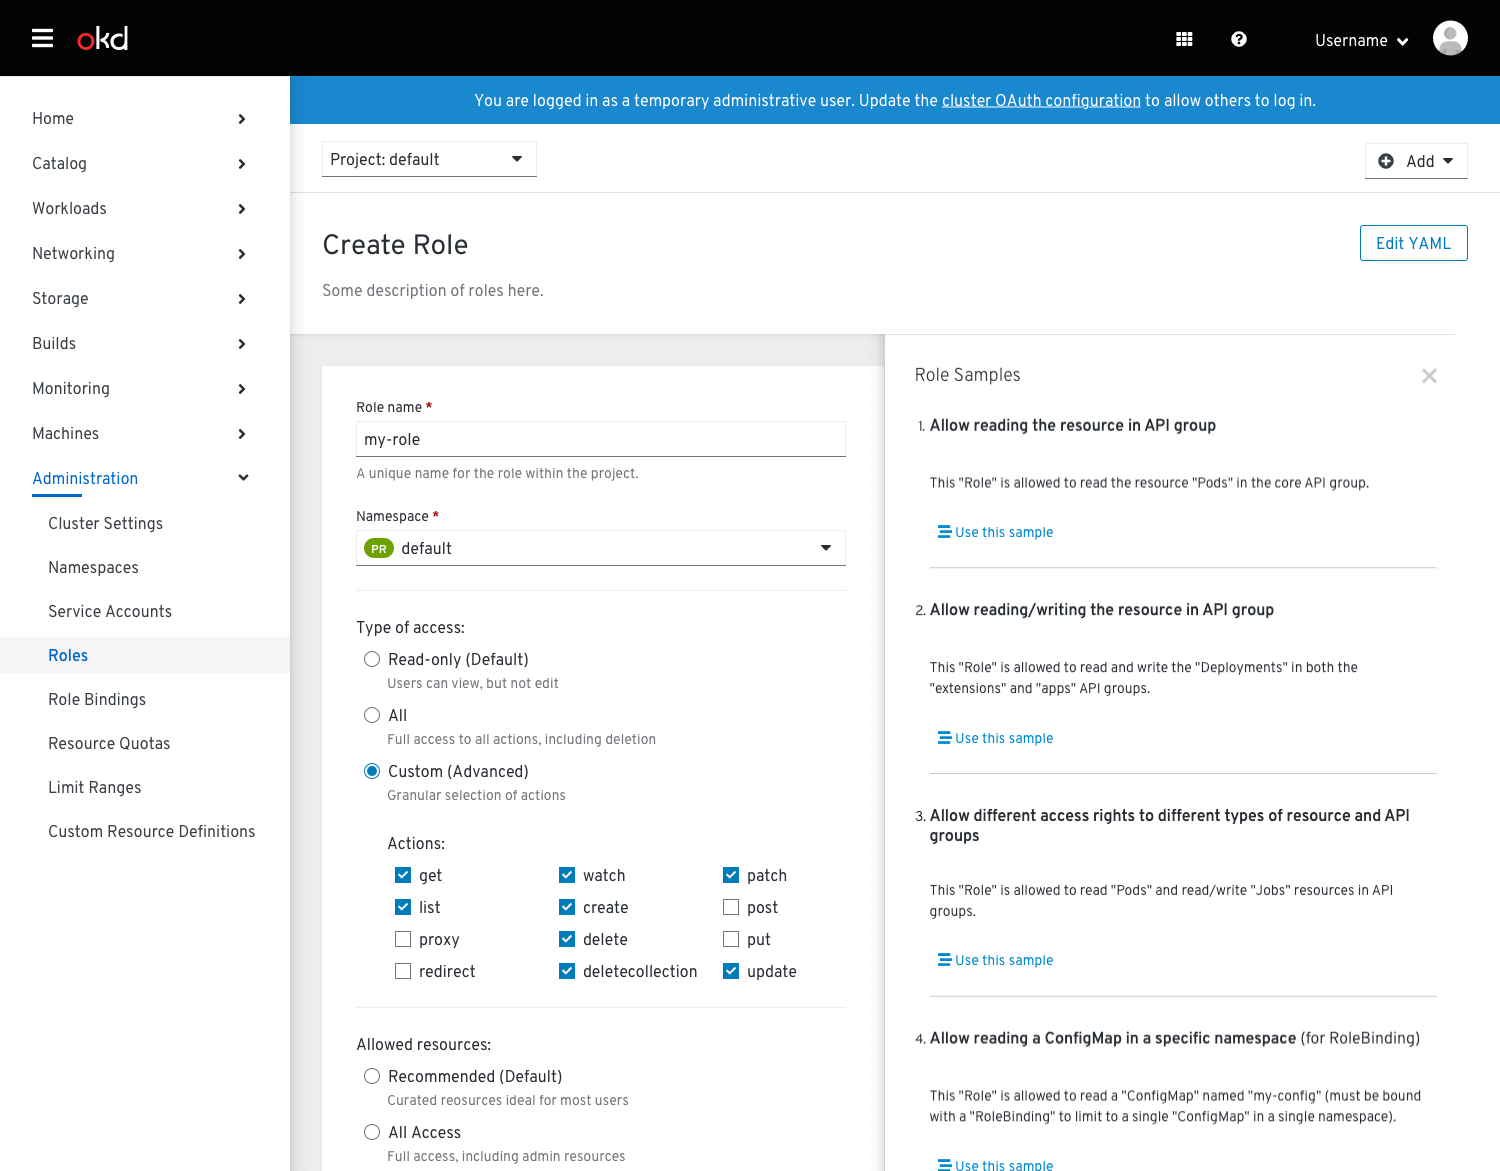 okd
Username
You are logged in as a temporary administrative user. Update the cluster OAuth configuration to allow others to log in.
Home
Catalog
Workloads
Networking
Storage
Builds
Monitoring
Machines
Administration
Cluster Settings
Namespaces
Service Accounts
Roles
Role Bindings
Resource Quotas
Limit Ranges
Custom Resource Definitions
Project: default
Add
Create Role
Edit YAML
Some description of roles here.
Role name *
my-role
A unique name for the role within the project.
Namespace *
PR default
Type of access:
Read-only (Default)
Users can view, but not edit
All
Full access to all actions, including deletion
Custom (Advanced)
Granular selection of actions
Actions:
get watch patch
list create post
proxy delete put
redirect deletecollection update
Allowed resources:
Recommended (Default)
Curated reosurces ideal for most users
All Access
Full access, including admin resources
Role Samples
1. Allow reading the resource in API group
This "Role" is allowed to read the resource "Pods" in the core API group.
Use this sample
2. Allow reading/writing the resource in API group
This "Role" is allowed to read and write the "Deployments" in both the
"extensions" and "apps" API groups.
Use this sample
3. Allow different access rights to different types of resource and API
groups
This "Role" is allowed to read "Pods" and read/write "Jobs" resources in API
groups.
Use this sample
4. Allow reading a ConfigMap in a specific namespace (for RoleBinding)
This "Role" is allowed to read a "ConfigMap" named "my-config" (must be bound
with a "RoleBinding" to limit to a single "ConfigMap" in a single namespace).
Use this sample